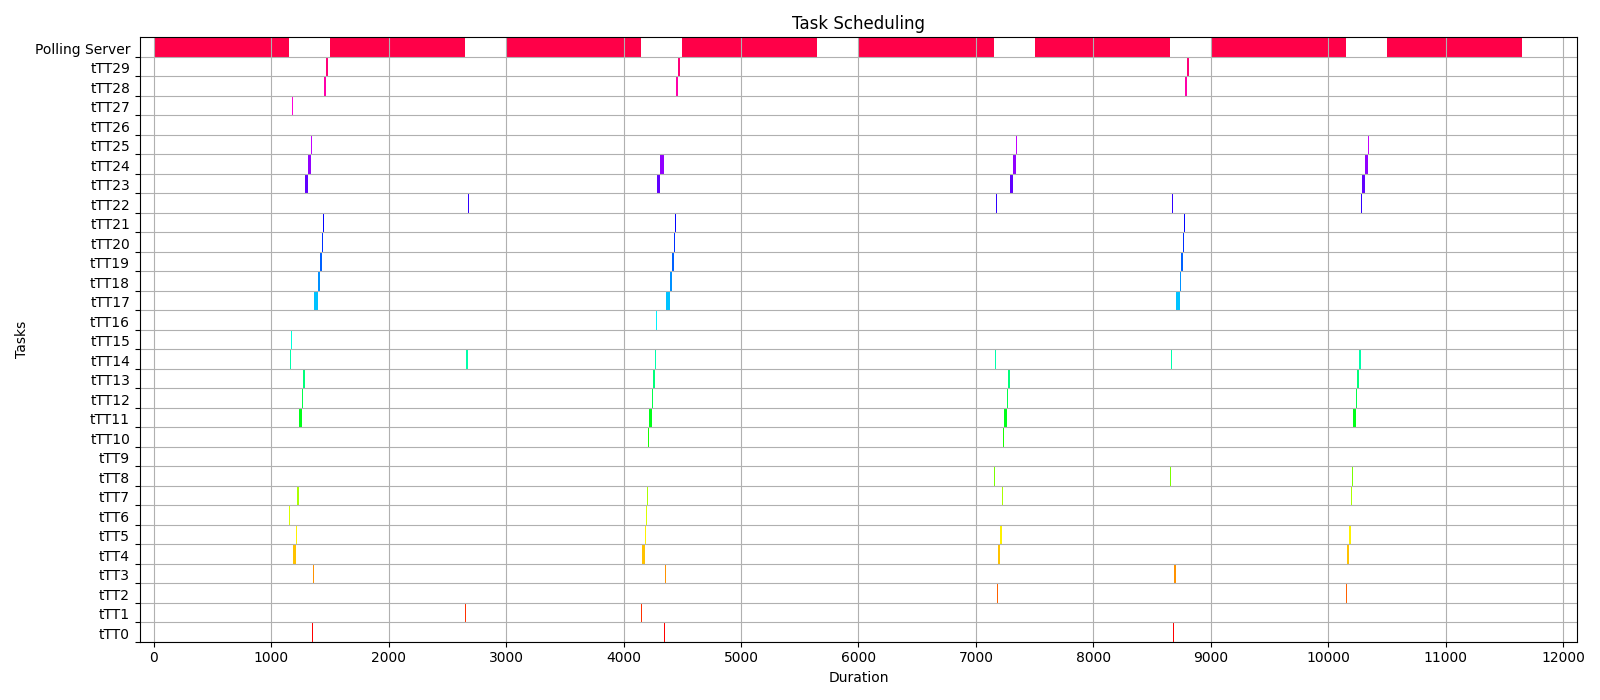 Task Scheduling
Polling Server
tTT29
tTT28
tTT27
tTT26
tTT25
tTT24
tTT23
tTT22
tTT21
tTT20
tTT19
tTT18
tTT17
tTT16
tTT15
tTT14
tTT13
tTT12
tTT11
tTT10
tTT9
tTT8
tTT7
tTT6
tTT5
tTT4
tTT3
tTT2
tTT1
tTT0
Tasks
0 1000 2000 3000 4000 5000 6000 7000 8000 9000 10000 11000 12000
Duration